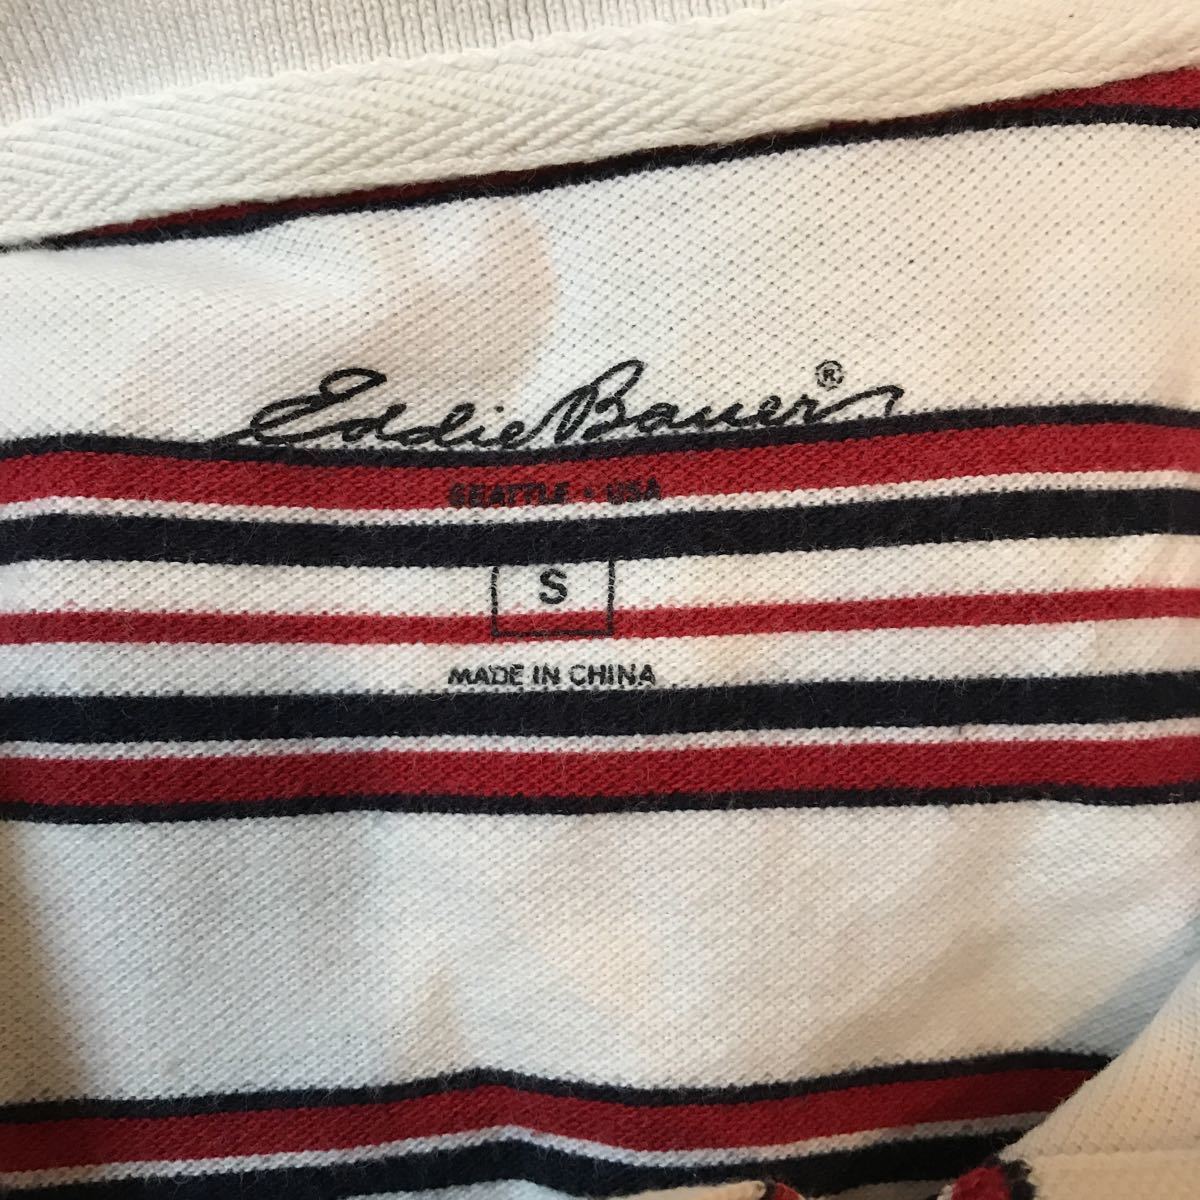 Eddie Bauer®
SEATTLE • USA
S
MADE IN CHINA